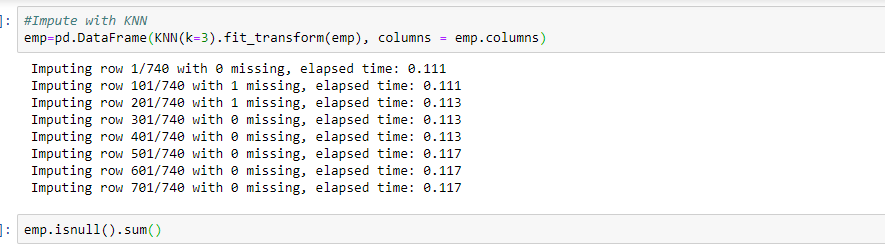 ]: #Impute with KNN
emp=pd.DataFrame(KNN(k=3).fit_transform(emp), columns = emp.columns)
Imputing row 1/740 with 0 missing, elapsed time: 0.111
Imputing row 101/740 with 1 missing, elapsed time: 0.111
Imputing row 201/740 with 1 missing, elapsed time: 0.113
Imputing row 301/740 with 0 missing, elapsed time: 0.113
Imputing row 401/740 with 0 missing, elapsed time: 0.113
Imputing row 501/740 with 0 missing, elapsed time: 0.117
Imputing row 601/740 with 0 missing, elapsed time: 0.117
Imputing row 701/740 with 0 missing, elapsed time: 0.117
]: emp.isnull().sum()